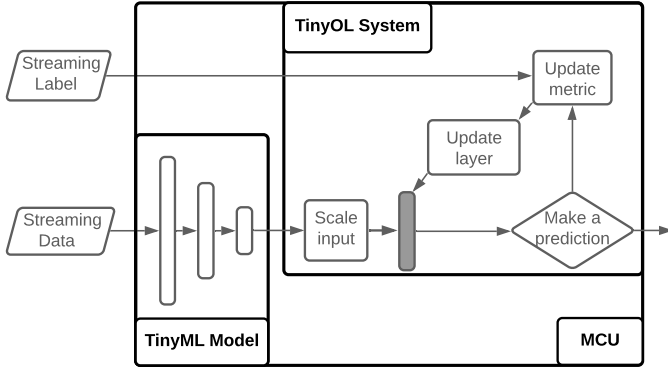 TinyOL System
Streaming
Label
Update
metric
Update
layer
Streaming
Data
Scale
input
Make a
prediction
TinyML Model
MCU